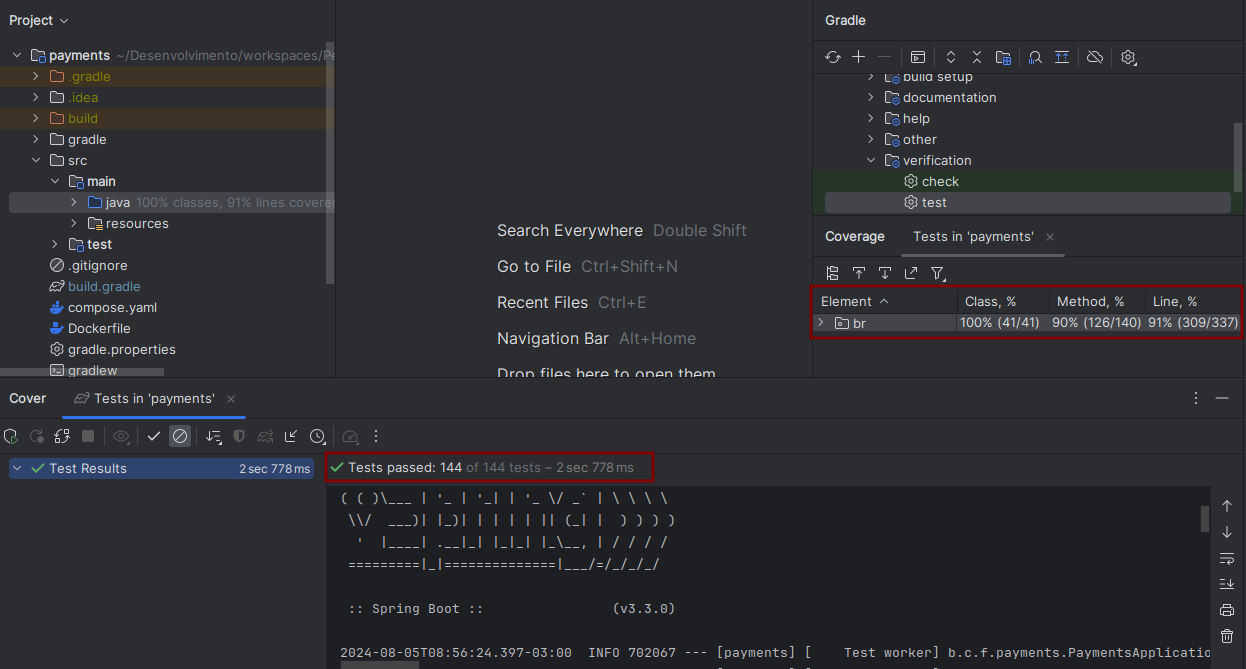 Project
payments ~/Desenvolvimento/workspaces/Pe
.gradle
.idea
build
gradle
src
main
java 100% classes, 91% lines covered
resources
test
.gitignore
build.gradle
compose.yaml
Dockerfile
gradle.properties
gradlew
Search Everywhere Double Shift
Go to File Ctrl+Shift+N
Recent Files Ctrl+E
Navigation Bar Alt+Home
Drop files here to open them
Gradle
build setup
documentation
help
other
verification
check
test
Coverage Tests in 'payments'
Element Class, % Method, % Line, %
br 100% (41/41) 90% (126/140) 91% (309/337)
Cover Tests in 'payments'
Test Results 2 sec 778 ms
Tests passed: 144 of 144 tests – 2 sec 778 ms
( ( )\___ | '_ | '_| | '_ \/ _` | \ \ \ \
\\/  ___)| |_)| | | | | || (_| |  ) ) ) )
'  |____| .__|_| |_|_| |_\__, | / / / /
=========|_|==============|___/=/_/_/_/
:: Spring Boot :: (v3.3.0)
2024-08-05T08:56:24.397-03:00 INFO 702067 --- [payments] [ Test worker] b.c.f.payments.PaymentsApplicatio